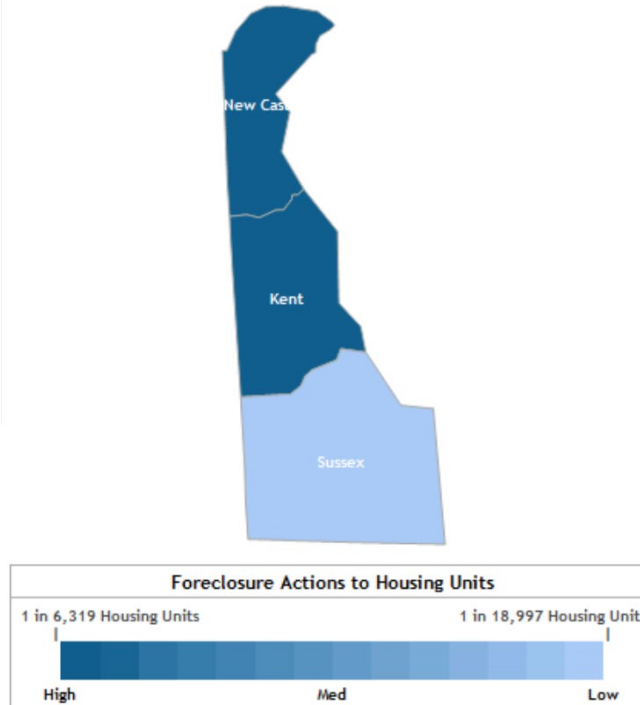 New Cas
Kent
Sussex
Foreclosure Actions to Housing Units
1 in 6,319 Housing Units 1 in 18,997 Housing Unit
High Med Low